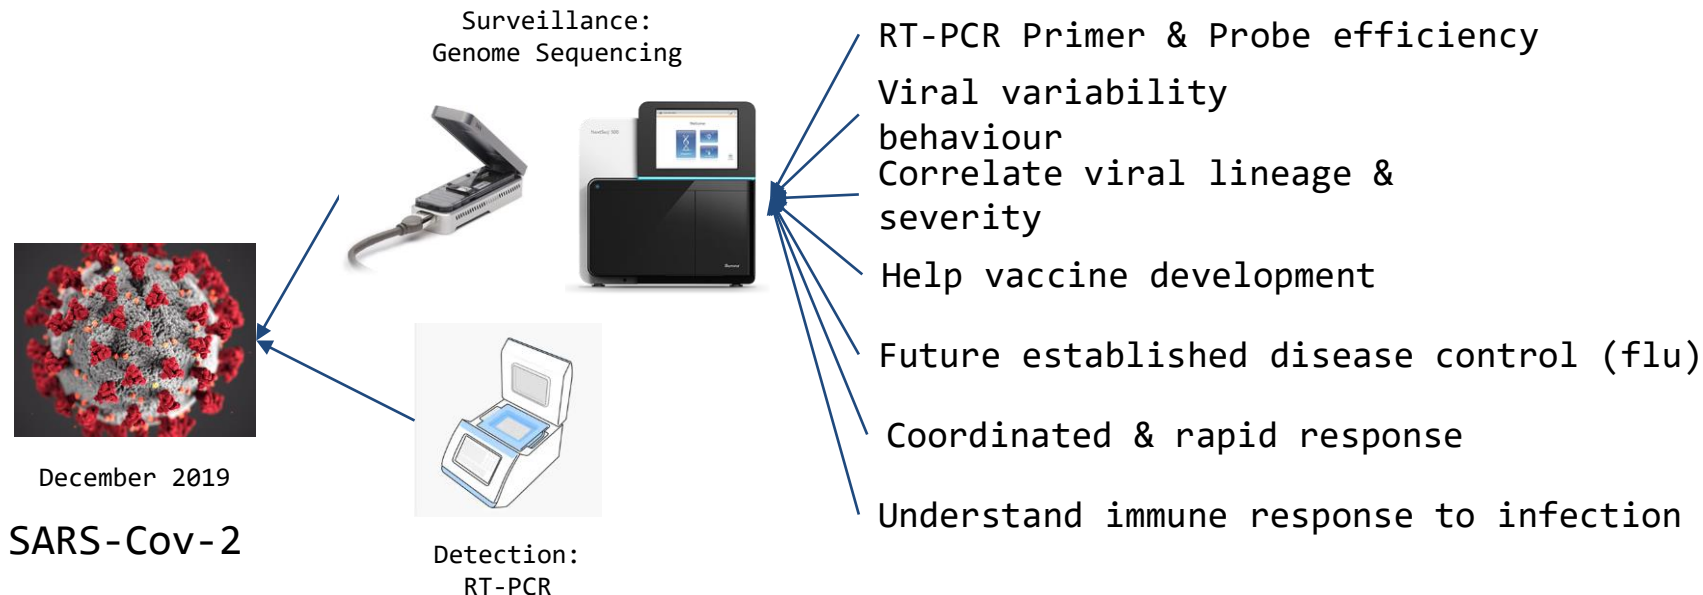 Surveillance:
Genome Sequencing
RT-PCR Primer & Probe efficiency
Viral variability
behaviour
Correlate viral lineage &
severity
Help vaccine development
Future established disease control (flu)
Coordinated & rapid response
Understand immune response to infection
December 2019
SARS-Cov-2
Detection:
RT-PCR